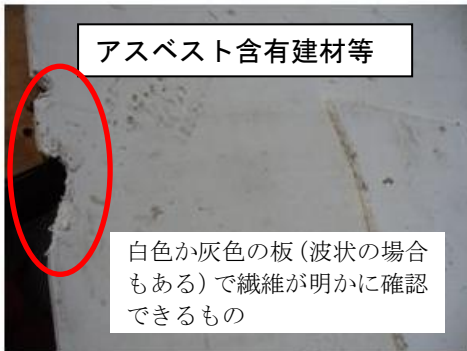 アスベスト含有建材等
白色か灰色の板（波状の場合
もある）で繊維が明かに確認
できるもの